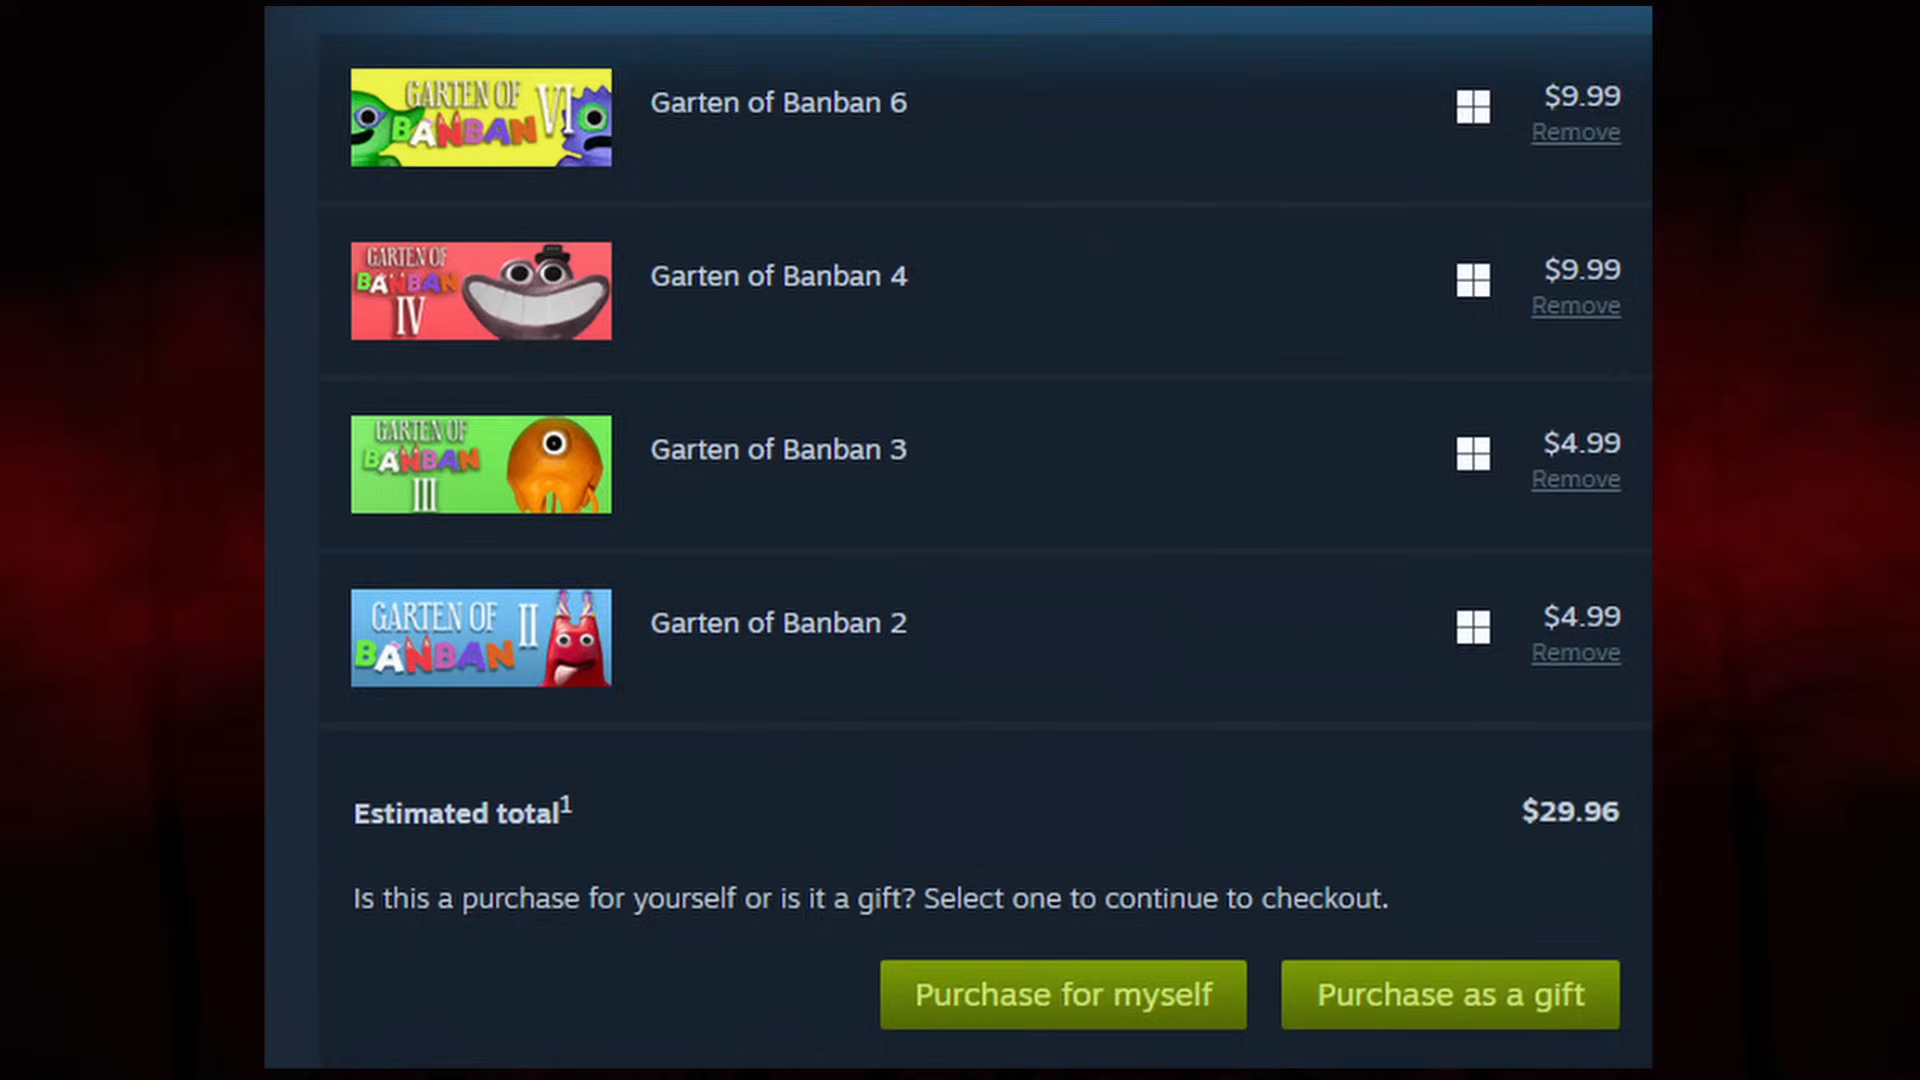 GARTEN OF
BANBAN VI
Garten of Banban 6
$9.99
Remove
GARTEN OF
BANBAN
IV
Garten of Banban 4
$9.99
Remove
GARTEN OF
BANBAN
III
Garten of Banban 3
$4.99
Remove
GARTEN OF II
BANBAN
Garten of Banban 2
$4.99
Remove
Estimated total¹
$29.96
Is this a purchase for yourself or is it a gift? Select one to continue to checkout.
Purchase for myself
Purchase as a gift